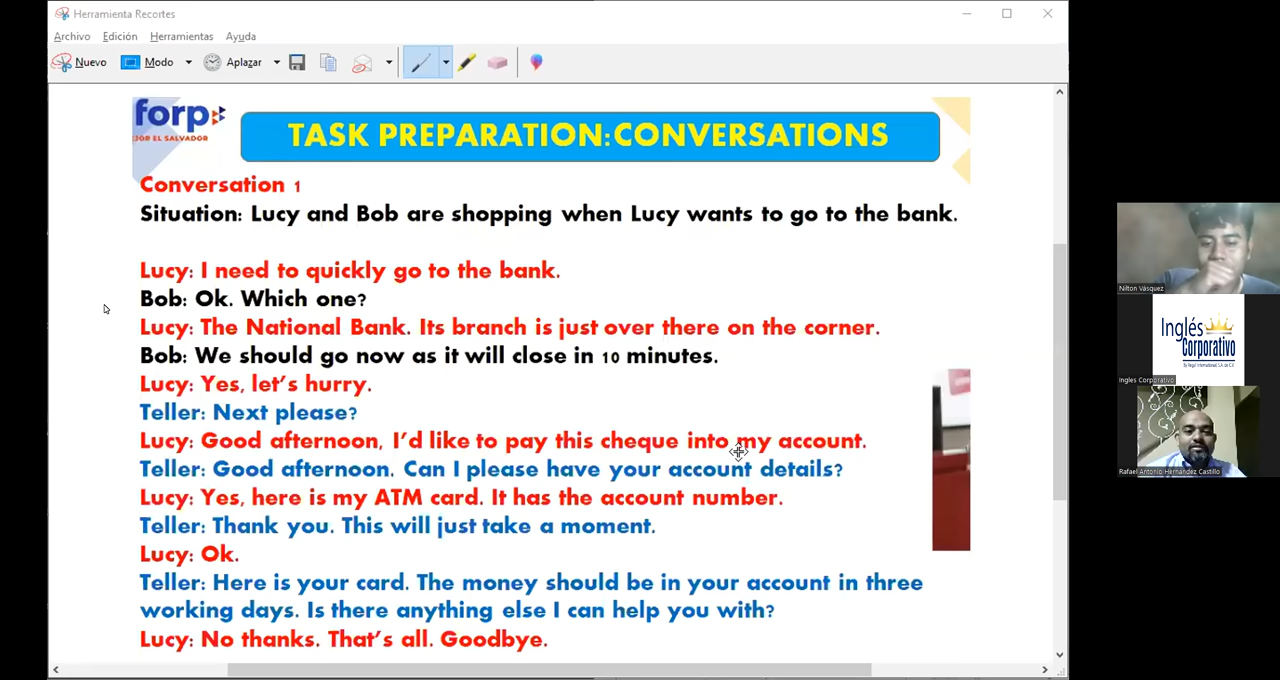 Herramienta Recortes
Archivo Edición Herramientas Ayuda
Nuevo Modo Aplazar
forp
JOR EL SALVADOR
TASK PREPARATION:CONVERSATIONS
Conversation 1
Situation: Lucy and Bob are shopping when Lucy wants to go to the bank.
Lucy: I need to quickly go to the bank.
Bob: Ok. Which one?
Lucy: The National Bank. Its branch is just over there on the corner.
Bob: We should go now as it will close in 10 minutes.
Lucy: Yes, let's hurry.
Teller: Next please?
Lucy: Good afternoon, I'd like to pay this cheque into my account.
Teller: Good afternoon. Can I please have your account details?
Lucy: Yes, here is my ATM card. It has the account number.
Teller: Thank you. This will just take a moment.
Lucy: Ok.
Teller: Here is your card. The money should be in your account in three
working days. Is there anything else I can help you with?
Lucy: No thanks. That's all. Goodbye.
Nilton Vásquez
Inglés
Corporativo
By Regal International, S.A. de C.V.
Ingles Corporativo
Rafael Antonio Hernandez Castillo